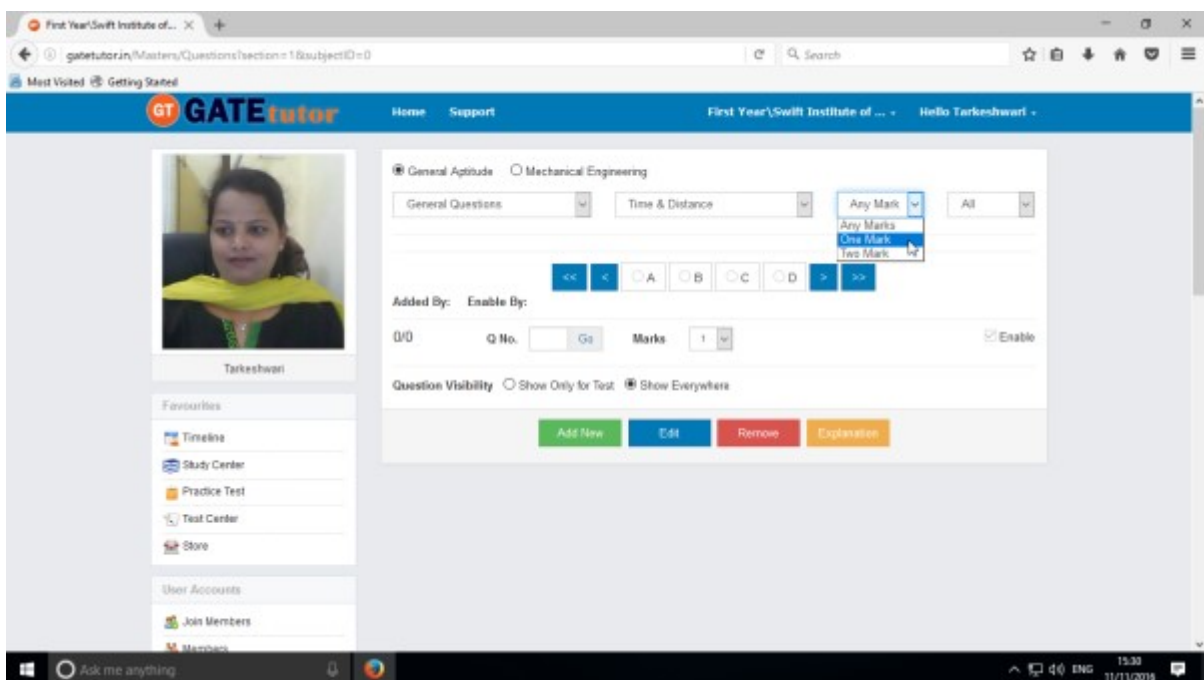 First Year\Swift Institute of...
gatetutor.in/Masters/Questions?section=1&subjectID=0
Search
Most Visited Getting Started
GT GATEtutor Home Support First Year\Swift Institute of ... Hello Tarkeshwari
General Aptitude Mechanical Engineering
General Questions Time & Distance Any Mark All
Any Marks
One Mark
Two Mark
<< < A B C D > >>
Added By: Enable By:
0/0 Q No. Go Marks 1 Enable
Tarkeshwari
Question Visibility Show Only for Test Show Everywhere
Favourites
Add New Edit Remove Explanation
Timeline
Study Center
Practice Test
Test Center
Store
User Accounts
Join Members
Members
Ask me anything
ENG 15:30
11/11/2016